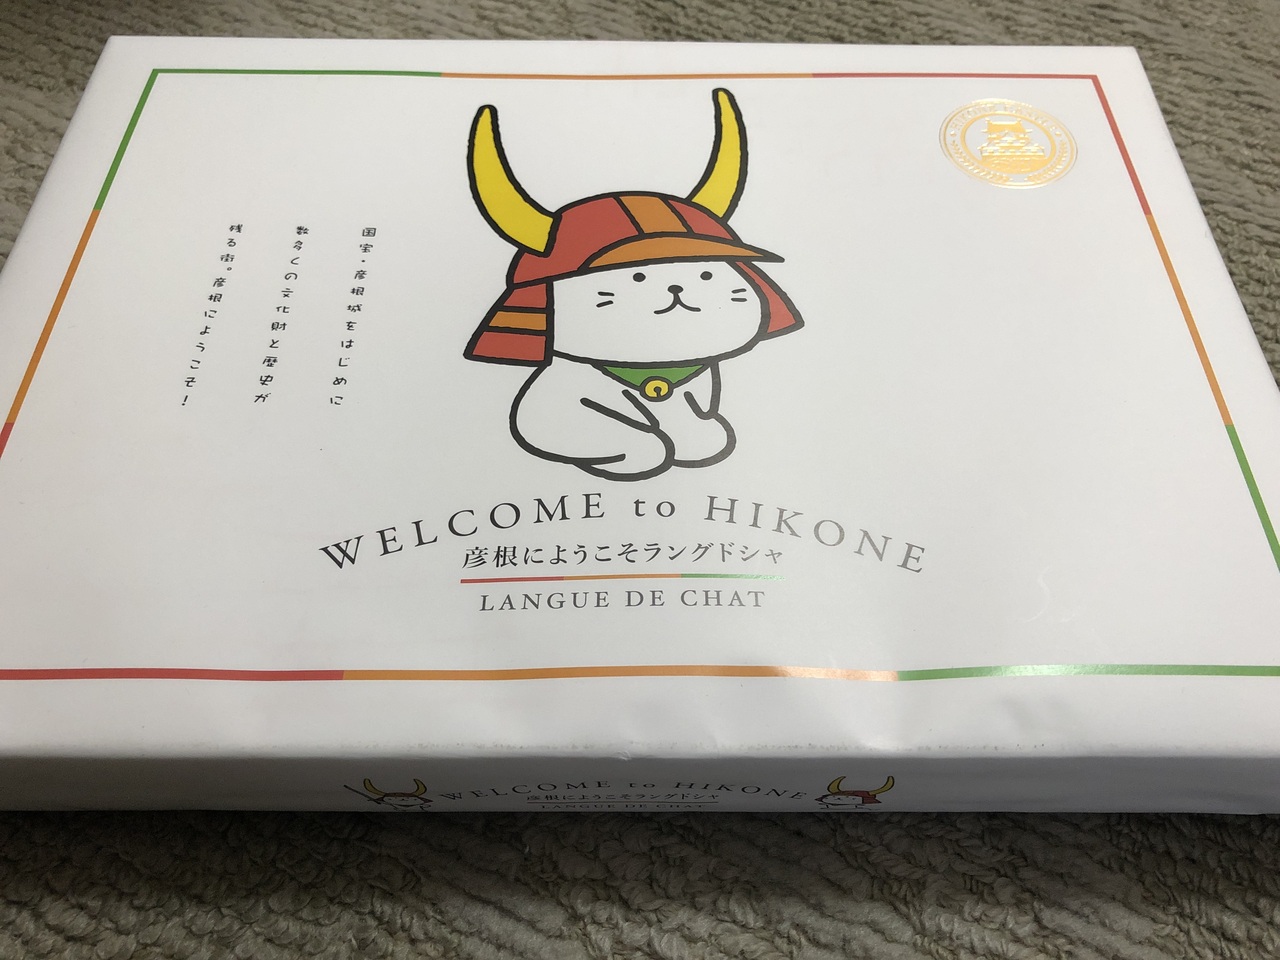 国宝・彦根城をはじめに
数多くの文化財と歴史が
残る街。彦根にようこそ!
WELCOME to HIKONE
彦根にようこそラングドシャ
LANGUE DE CHAT
WELCOME to HIKONE
彦根にようこそラングドシャ
LANGUE DE CHAT